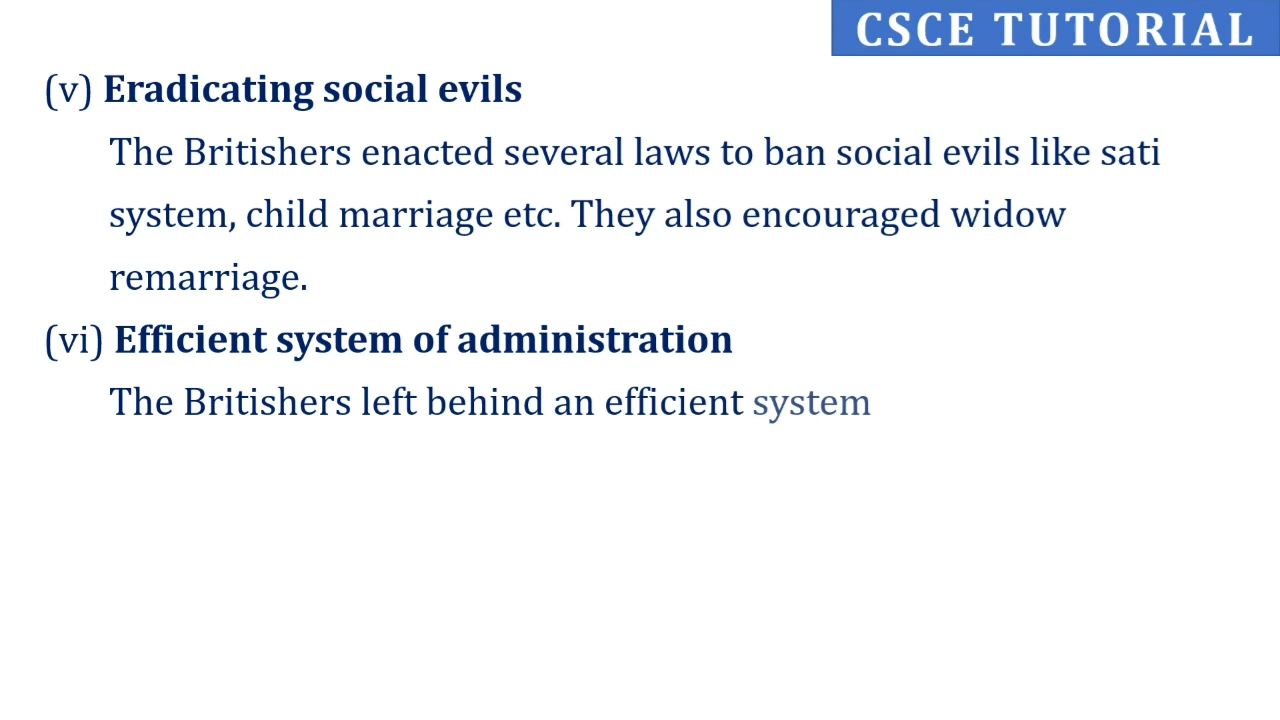 CSCE TUTORIAL
(v) Eradicating social evils
The Britishers enacted several laws to ban social evils like sati
system, child marriage etc. They also encouraged widow
remarriage.
(vi) Efficient system of administration
The Britishers left behind an efficient system